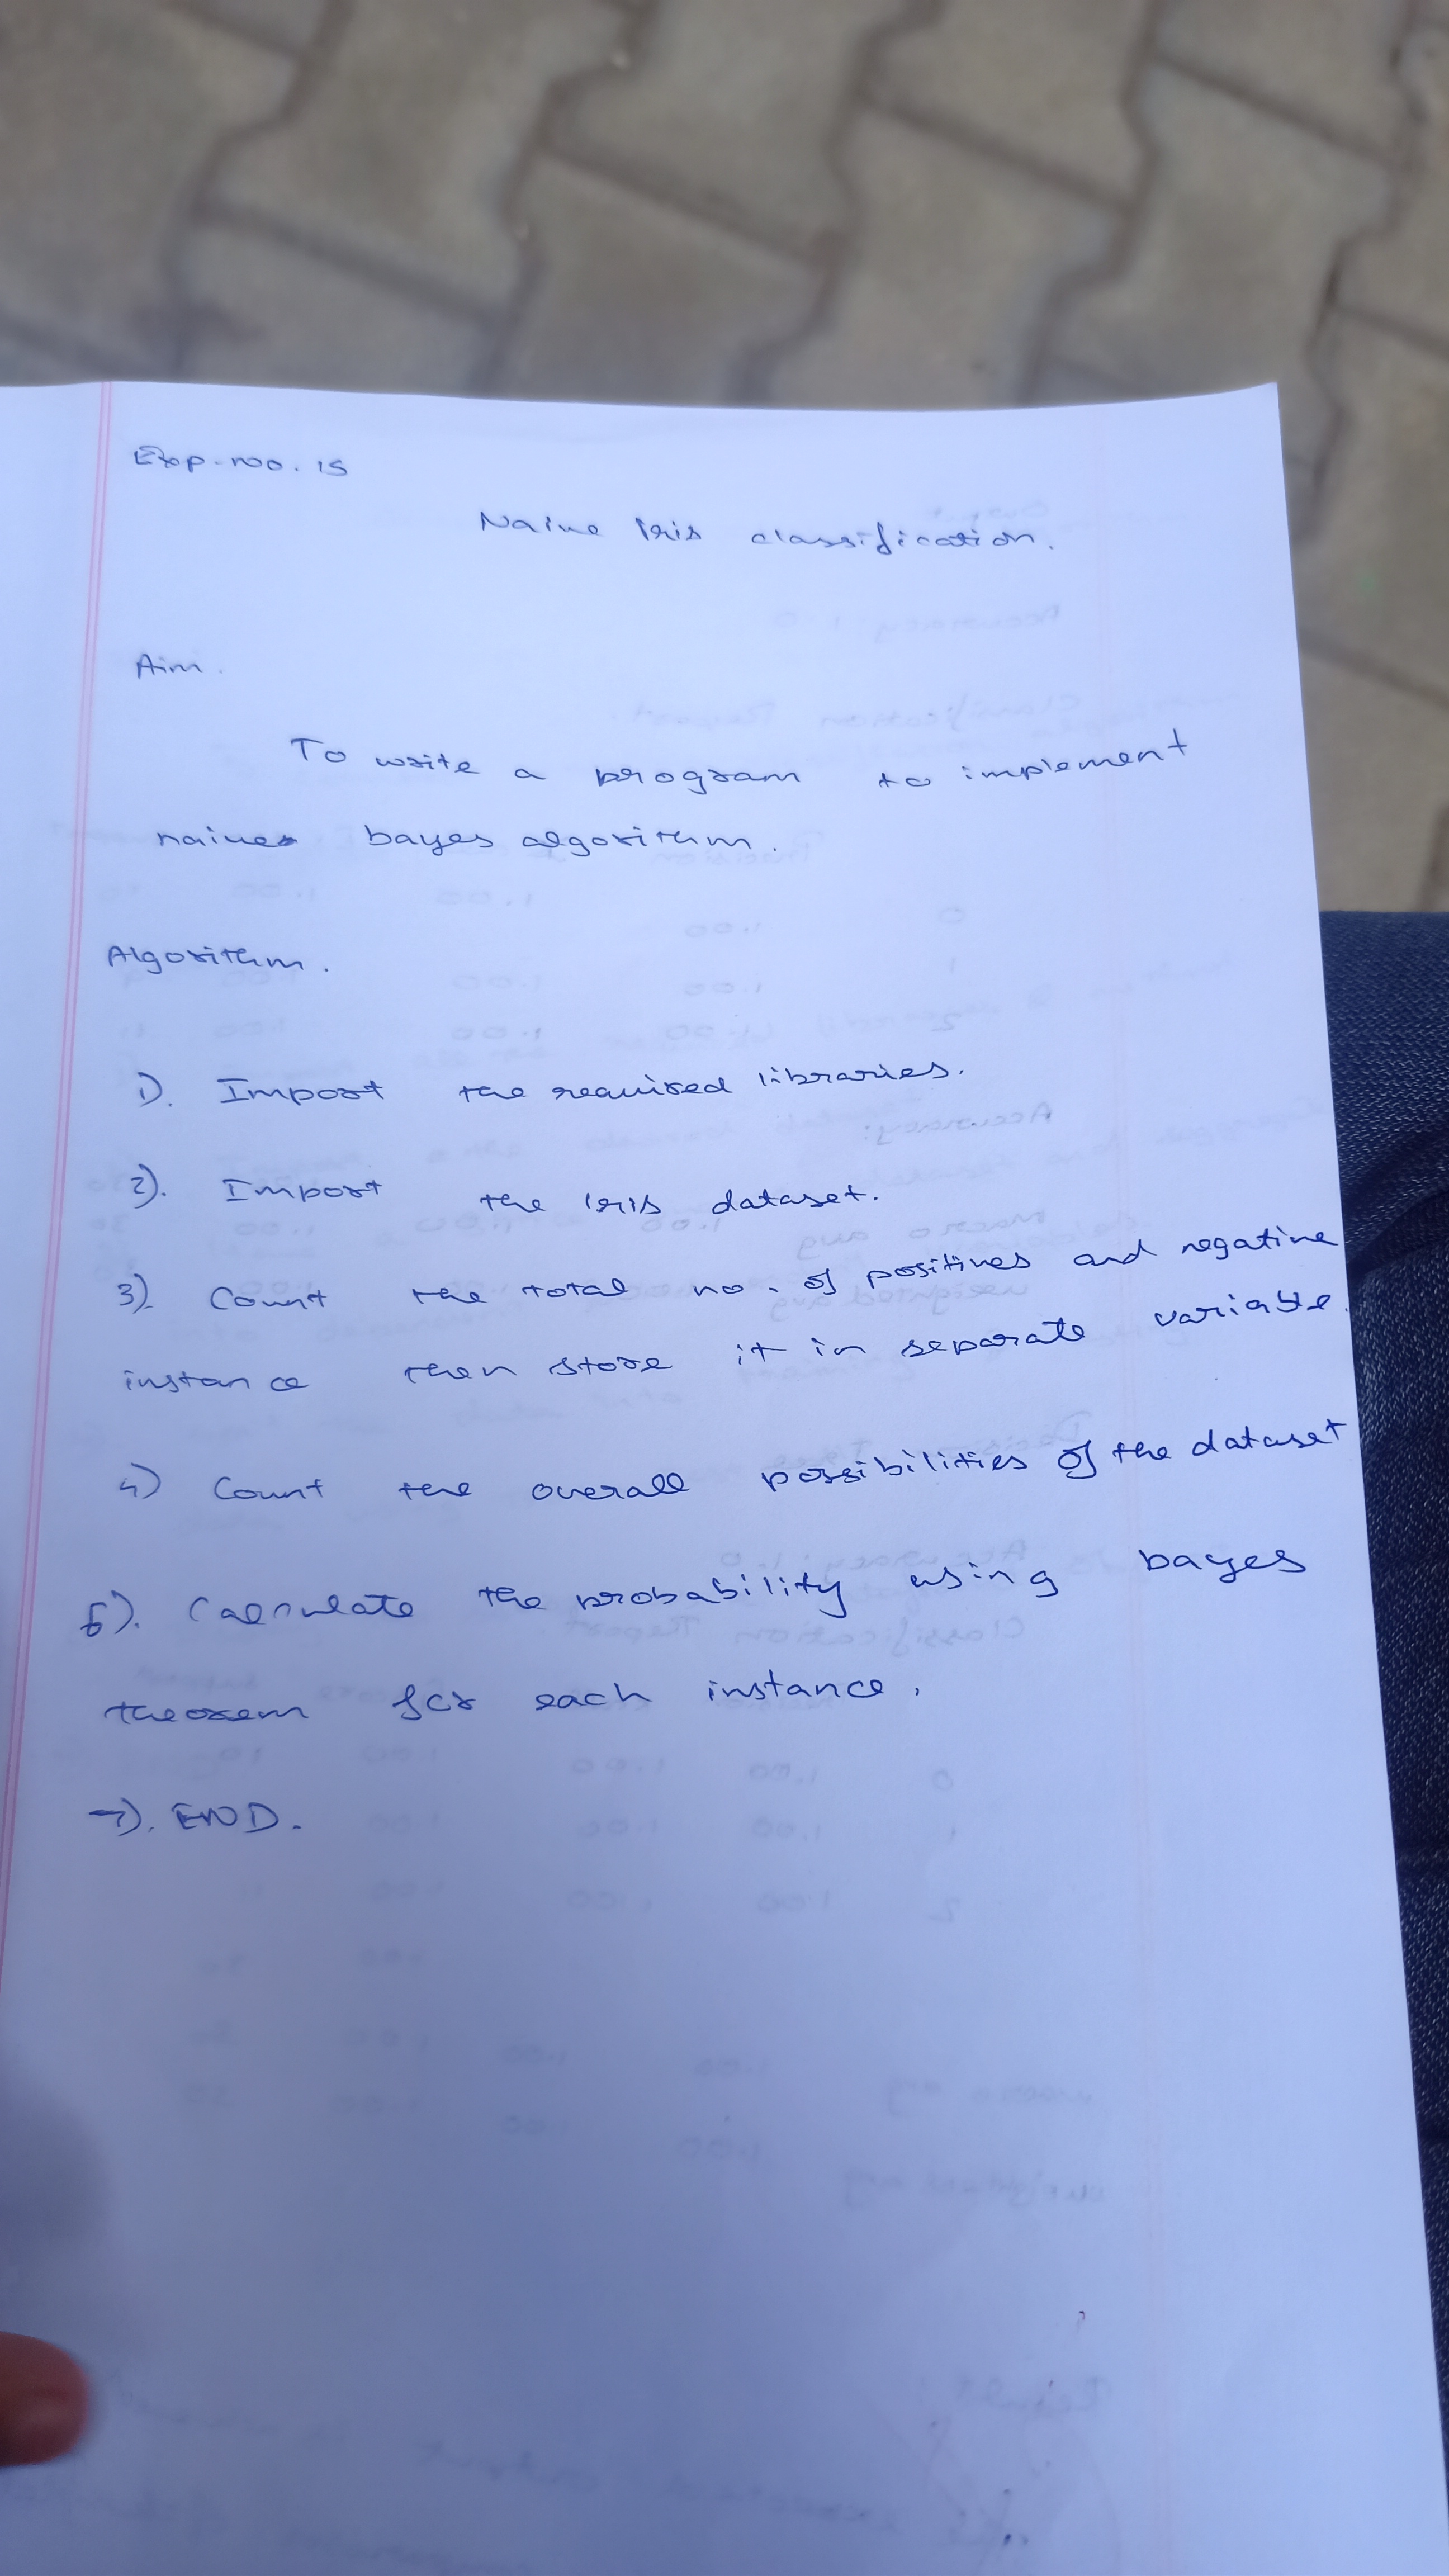 Exp.no. 15
Naive Iris classification.
Aim.
To write a program to implement
naives bayes algorithm.
Algorithm.
1). Import the required libraries.
2). Import the Iris dataset.
3) Count the total no. of positives and negative
instance then store it in separate variable.
4) Count the overall possibilities of the dataset
6). Calculate the probability using bayes
theorem for each instance.
7). END.